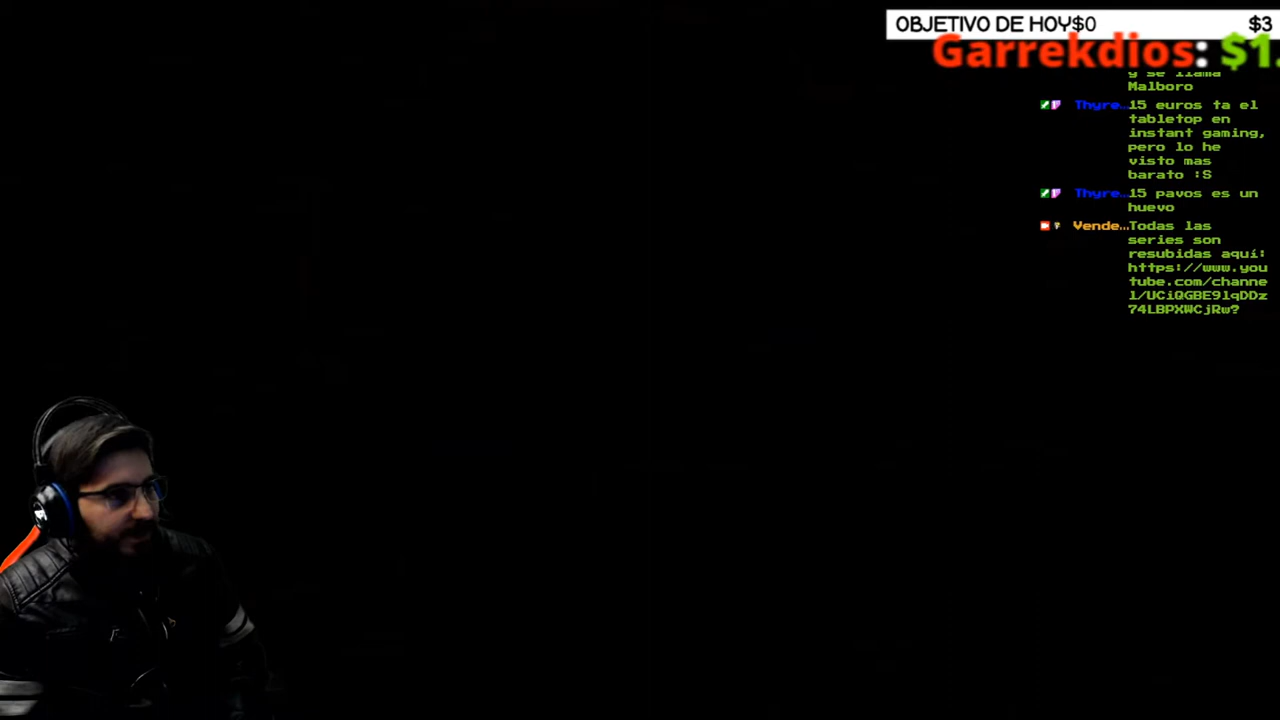 OBJETIVO DE HOY$0 $3
Garrekdios: $1.
y se llama
Malboro
Thyre..15 euros ta el
tabletop en
instant gaming,
pero lo he
visto mas
barato :S
Thyre..15 pavos es un
huevo
Vende..Todas las
series son
resubidas aquí:
https://www.you
tube.com/channe
l/UCiQGBE9lqDDz
74LBPXWCjRw?